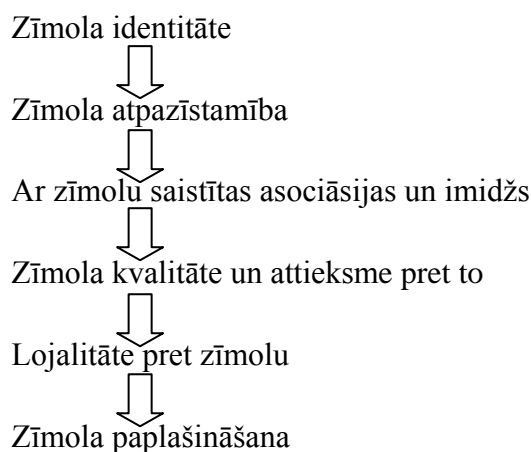 Zīmola identitāte
Zīmola atpazīstamība
Ar zīmolu saistītas asociāsijas un imidžs
Zīmola kvalitāte un attieksme pret to
Lojalitāte pret zīmolu
Zīmola paplašināšana